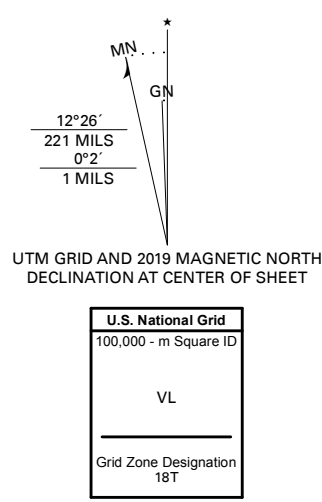 ★
MN
GN
12°26´
221 MILS
0°2´
1 MILS
UTM GRID AND 2019 MAGNETIC NORTH
DECLINATION AT CENTER OF SHEET
U.S. National Grid
100,000 - m Square ID
VL
Grid Zone Designation
18T